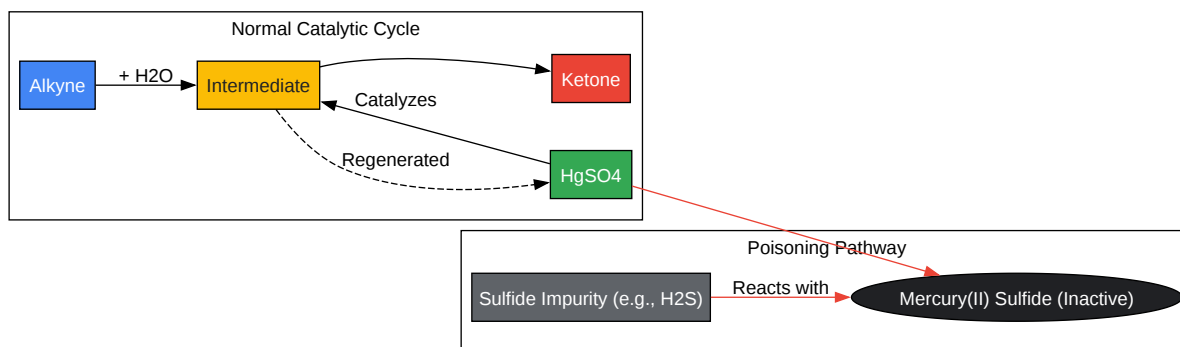 Normal Catalytic Cycle
Alkyne
+ H2O
Intermediate
Ketone
Catalyzes
Regenerated
HgSO4
Poisoning Pathway
Sulfide Impurity (e.g., H2S)
Reacts with
Mercury(II) Sulfide (Inactive)